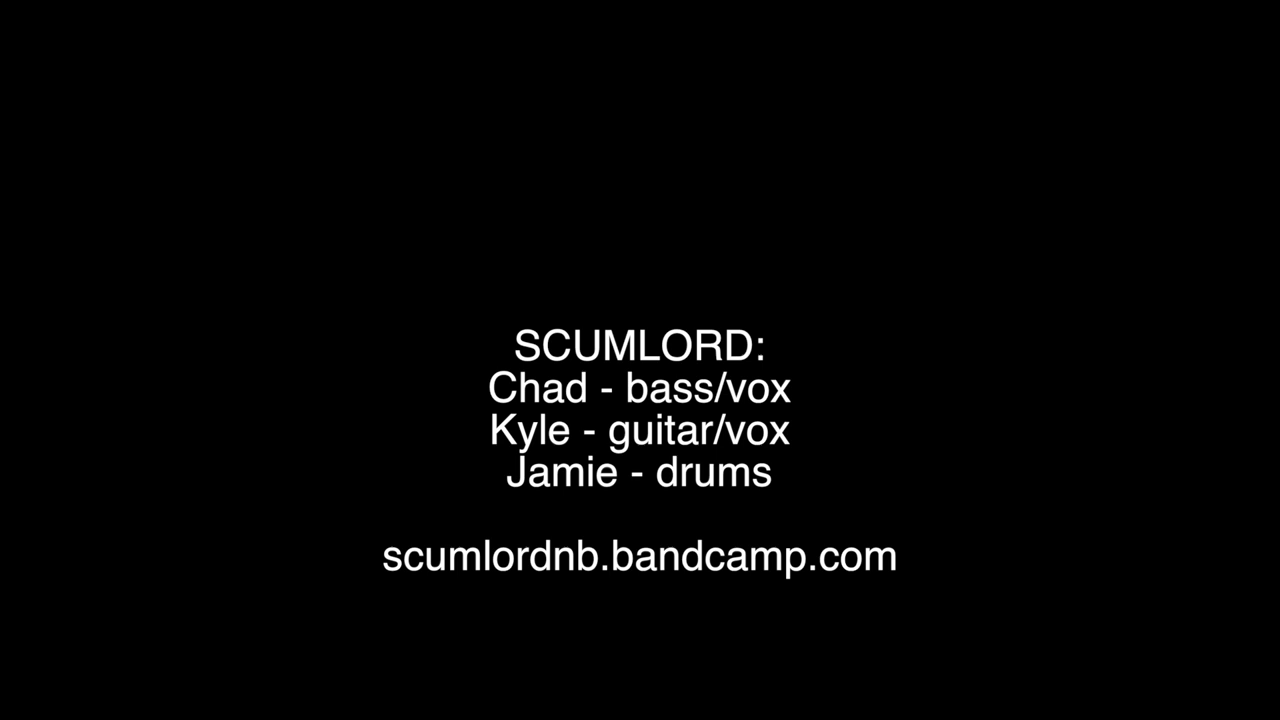 SCUMLORD:
Chad - bass/vox
Kyle - guitar/vox
Jamie - drums
scumlordnb.bandcamp.com